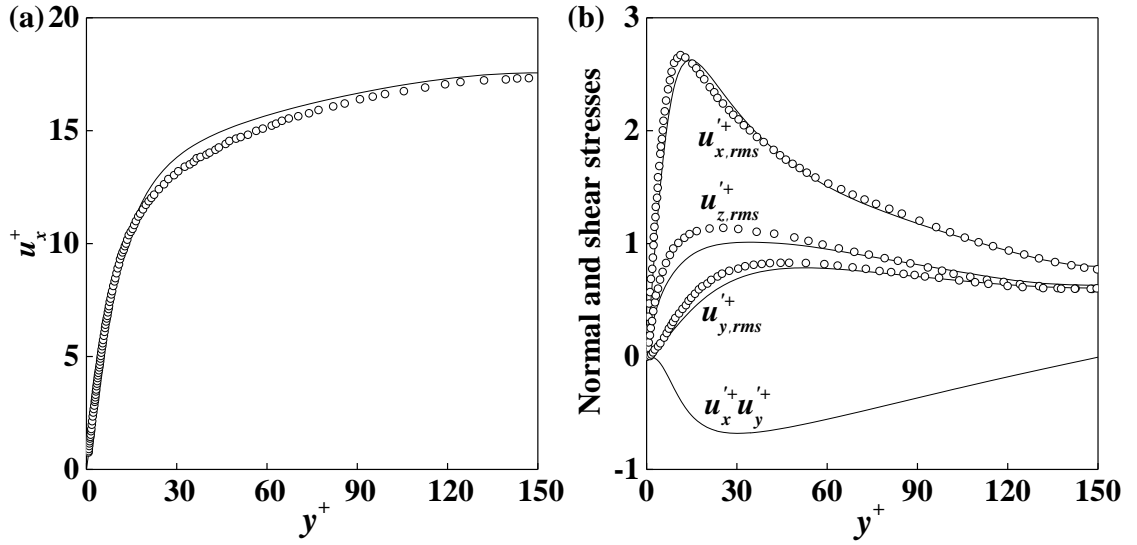 (a)
20
15
10
5
0
u_x^+
0 30 60 90 120 150
y^+
(b)
3
2
1
0
-1
Normal and shear stresses
u'^+_{x,rms}
u'^+_{z,rms}
u'^+_{y,rms}
u'^+_x u'^+_y
0 30 60 90 120 150
y^+